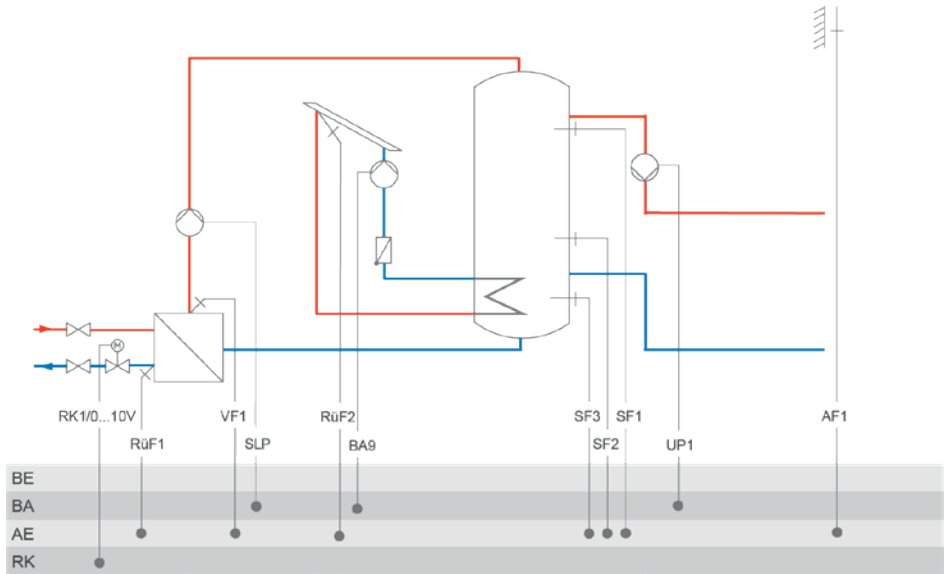 M
RK1/0...10V VF1 RüF2 SF3 SF1 AF1
RüF1 SLP BA9 SF2 UP1
BE
BA
AE
RK